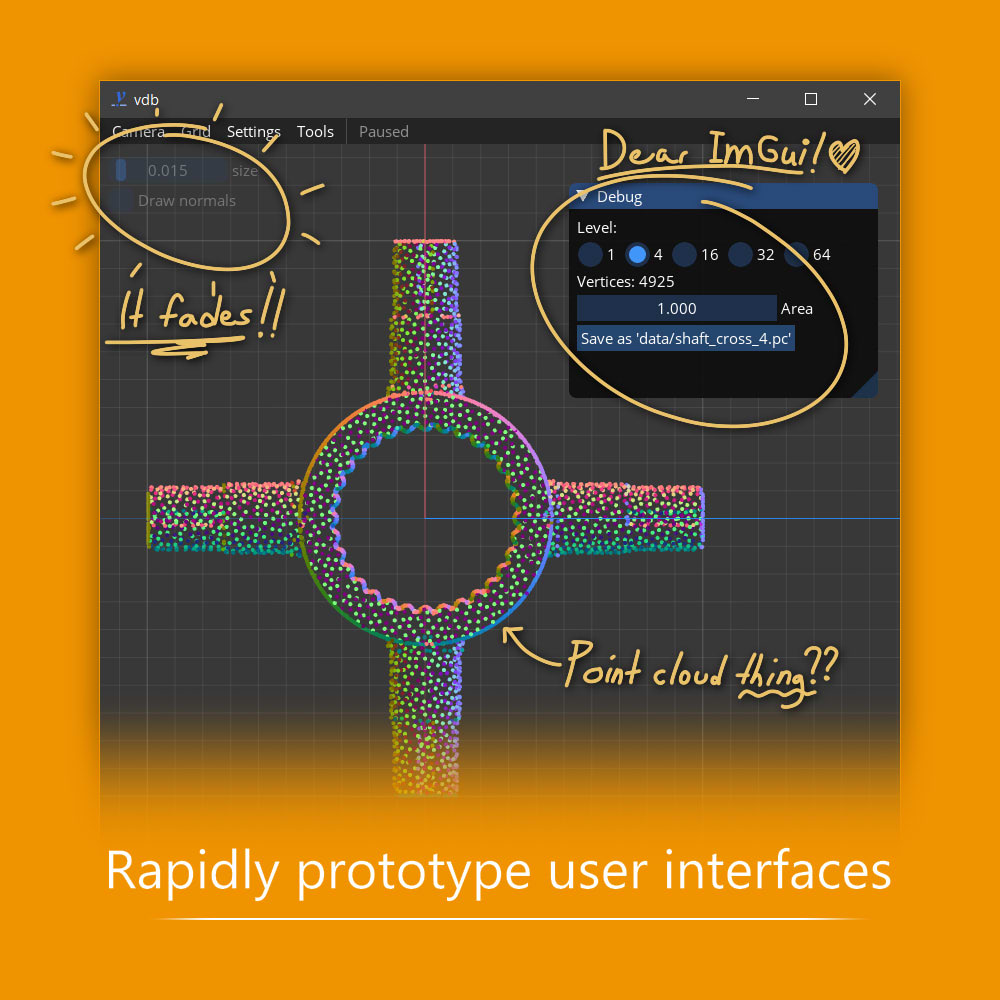 vdb
Camera Grid Settings Tools Paused
0.015 size
Draw normals
It fades!!
Dear ImGui!
Debug
Level:
1 4 16 32 64
Vertices: 4925
1.000 Area
Save as 'data/shaft_cross_4.pc'
Point cloud thing??
Rapidly prototype user interfaces